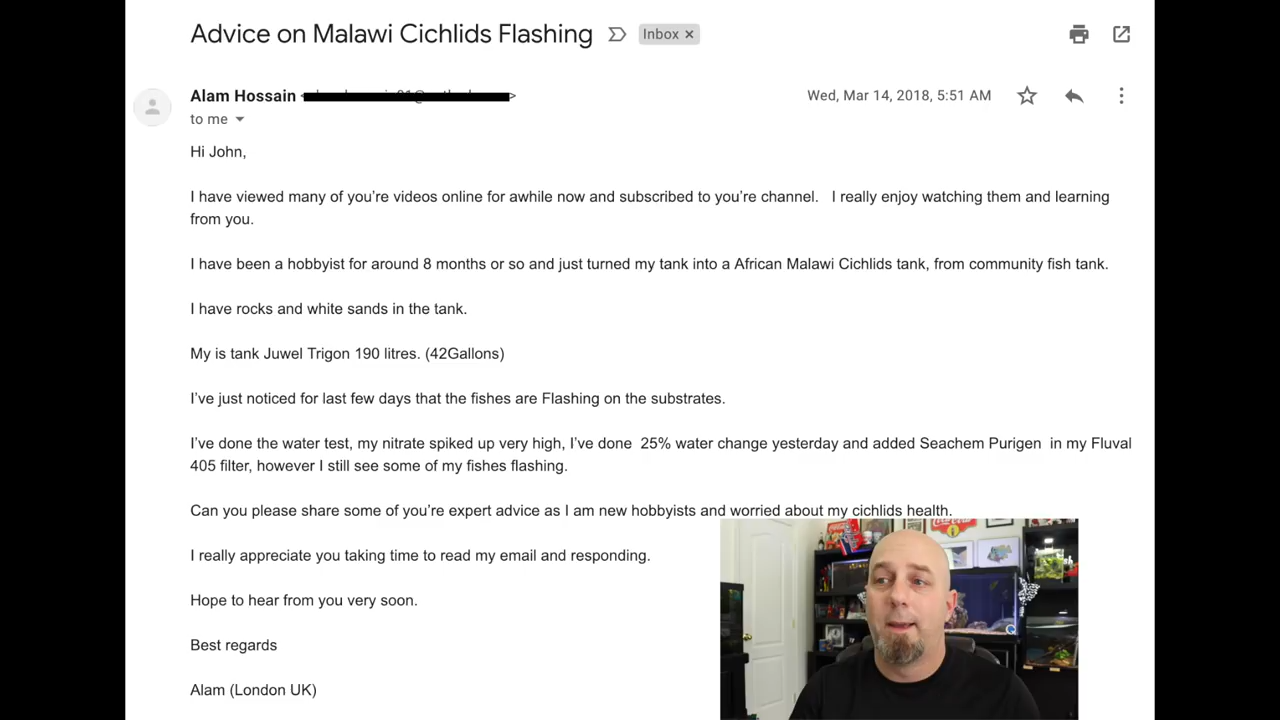 Advice on Malawi Cichlids Flashing
Inbox ×
Alam Hossain
Wed, Mar 14, 2018, 5:51 AM
to me
Hi John,
I have viewed many of you’re videos online for awhile now and subscribed to you’re channel. I really enjoy watching them and learning
from you.
I have been a hobbyist for around 8 months or so and just turned my tank into a African Malawi Cichlids tank, from community fish tank.
I have rocks and white sands in the tank.
My is tank Juwel Trigon 190 litres. (42Gallons)
I’ve just noticed for last few days that the fishes are Flashing on the substrates.
I’ve done the water test, my nitrate spiked up very high, I’ve done 25% water change yesterday and added Seachem Purigen in my Fluval
405 filter, however I still see some of my fishes flashing.
Can you please share some of you’re expert advice as I am new hobbyists and worried about my cichlids health.
I really appreciate you taking time to read my email and responding.
Hope to hear from you very soon.
Best regards
Alam (London UK)